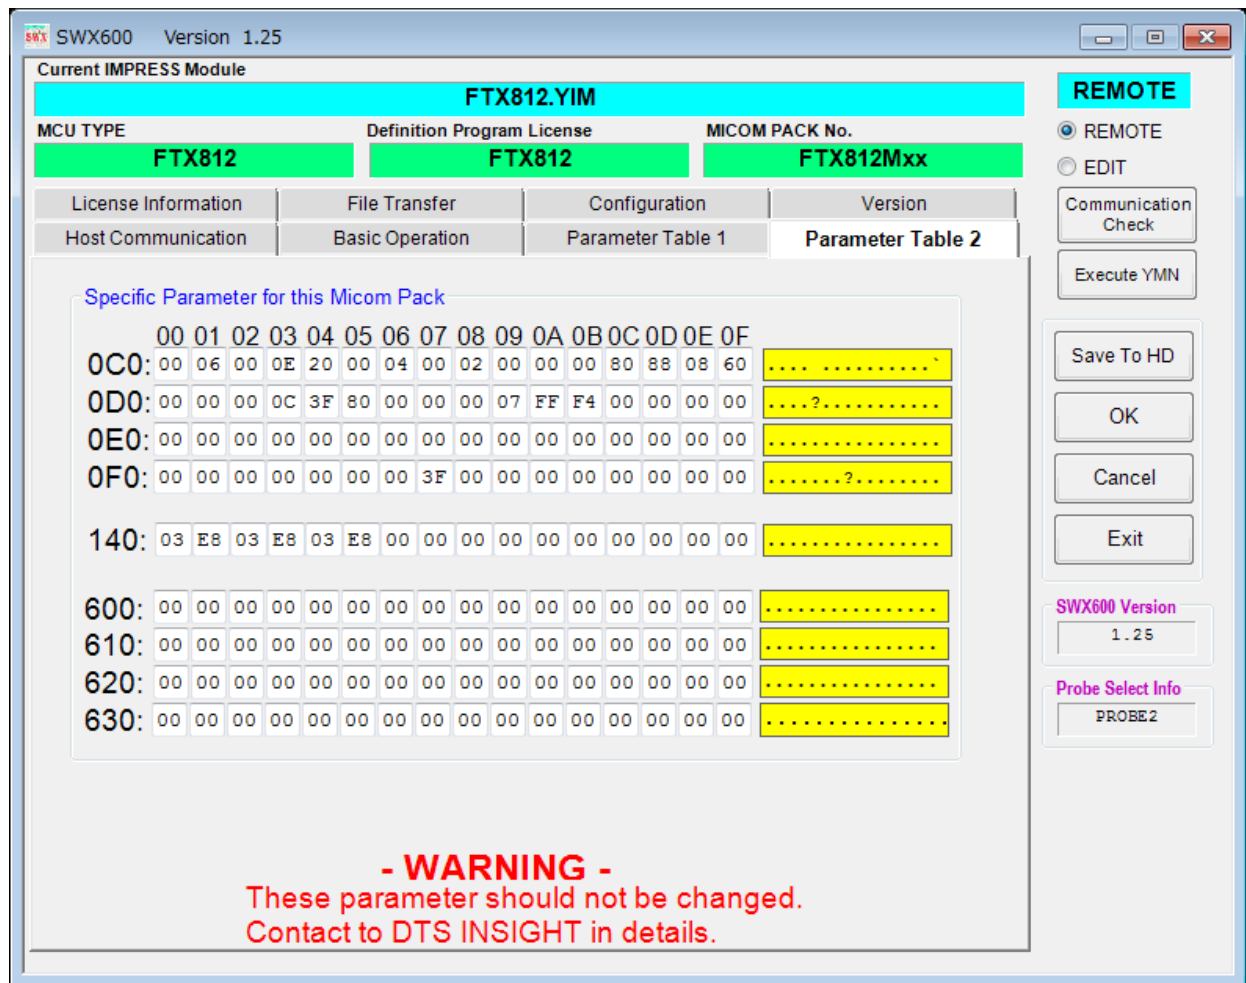 SWX600 Version 1.25
Current IMPRESS Module
FTX812.YIM
MCU TYPE Definition Program License MICOM PACK No.
FTX812 FTX812 FTX812Mxx
License Information File Transfer Configuration Version
Host Communication Basic Operation Parameter Table 1 Parameter Table 2
Specific Parameter for this Micom Pack
00 01 02 03 04 05 06 07 08 09 0A 0B 0C 0D 0E 0F
0C0: 00 06 00 0E 20 00 04 00 02 00 00 00 80 88 08 60 .... ..........`
0D0: 00 00 00 0C 3F 80 00 00 00 07 FF F4 00 00 00 00 ....?...........
0E0: 00 00 00 00 00 00 00 00 00 00 00 00 00 00 00 00 ................
0F0: 00 00 00 00 00 00 00 3F 00 00 00 00 00 00 00 00 .......?........
140: 03 E8 03 E8 03 E8 00 00 00 00 00 00 00 00 00 00 ................
600: 00 00 00 00 00 00 00 00 00 00 00 00 00 00 00 00 ................
610: 00 00 00 00 00 00 00 00 00 00 00 00 00 00 00 00 ................
620: 00 00 00 00 00 00 00 00 00 00 00 00 00 00 00 00 ................
630: 00 00 00 00 00 00 00 00 00 00 00 00 00 00 00 00 ................
- WARNING -
These parameter should not be changed.
Contact to DTS INSIGHT in details.
REMOTE
REMOTE
EDIT
Communication
Check
Execute YMN
Save To HD
OK
Cancel
Exit
SWX600 Version
1.25
Probe Select Info
PROBE2